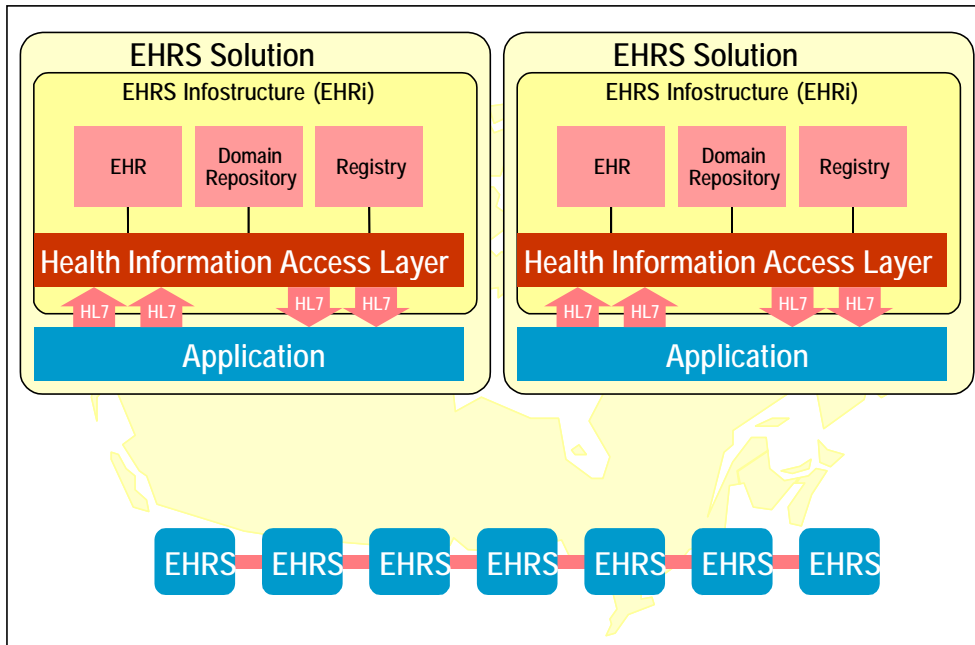 EHRS Solution
EHRS Infostructure (EHRi)
EHR
Domain
Repository
Registry
Health Information Access Layer
HL7
HL7
HL7
HL7
Application
EHRS Solution
EHRS Infostructure (EHRi)
EHR
Domain
Repository
Registry
Health Information Access Layer
HL7
HL7
HL7
HL7
Application
EHRS
EHRS
EHRS
EHRS
EHRS
EHRS
EHRS